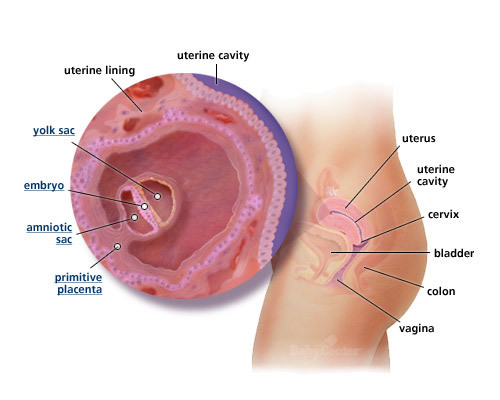 uterine cavity
uterine lining
yolk sac
embryo
amniotic
sac
primitive
placenta
uterus
uterine
cavity
cervix
bladder
colon
vagina